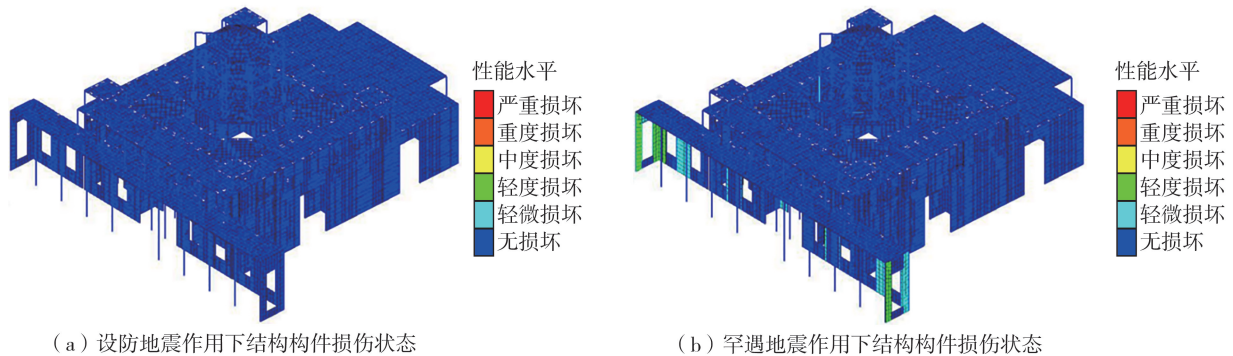 性能水平
严重损坏
重度损坏
中度损坏
轻度损坏
轻微损坏
无损坏
(a)设防地震作用下结构构件损伤状态
性能水平
严重损坏
重度损坏
中度损坏
轻度损坏
轻微损坏
无损坏
(b)罕遇地震作用下结构构件损伤状态